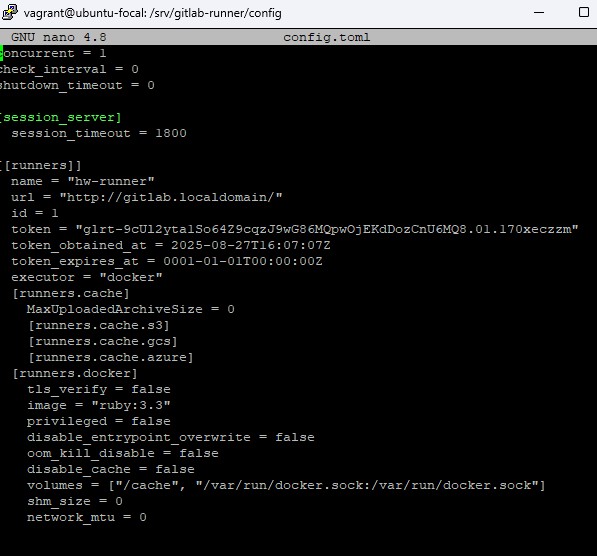 vagrant@ubuntu-focal: /srv/gitlab-runner/config
GNU nano 4.8 config.toml
concurrent = 1
check_interval = 0
shutdown_timeout = 0
[session_server]
session_timeout = 1800
[[runners]]
name = "hw-runner"
url = "http://gitlab.localdomain/"
id = 1
token = "glrt-9cUl2yta1So64Z9cqzJ9wG86MQpwOjEKdDozCnU6MQ8.01.170xeczzm"
token_obtained_at = 2025-08-27T16:07:07Z
token_expires_at = 0001-01-01T00:00:00Z
executor = "docker"
[runners.cache]
MaxUploadedArchiveSize = 0
[runners.cache.s3]
[runners.cache.gcs]
[runners.cache.azure]
[runners.docker]
tls_verify = false
image = "ruby:3.3"
privileged = false
disable_entrypoint_overwrite = false
oom_kill_disable = false
disable_cache = false
volumes = ["/cache", "/var/run/docker.sock:/var/run/docker.sock"]
shm_size = 0
network_mtu = 0